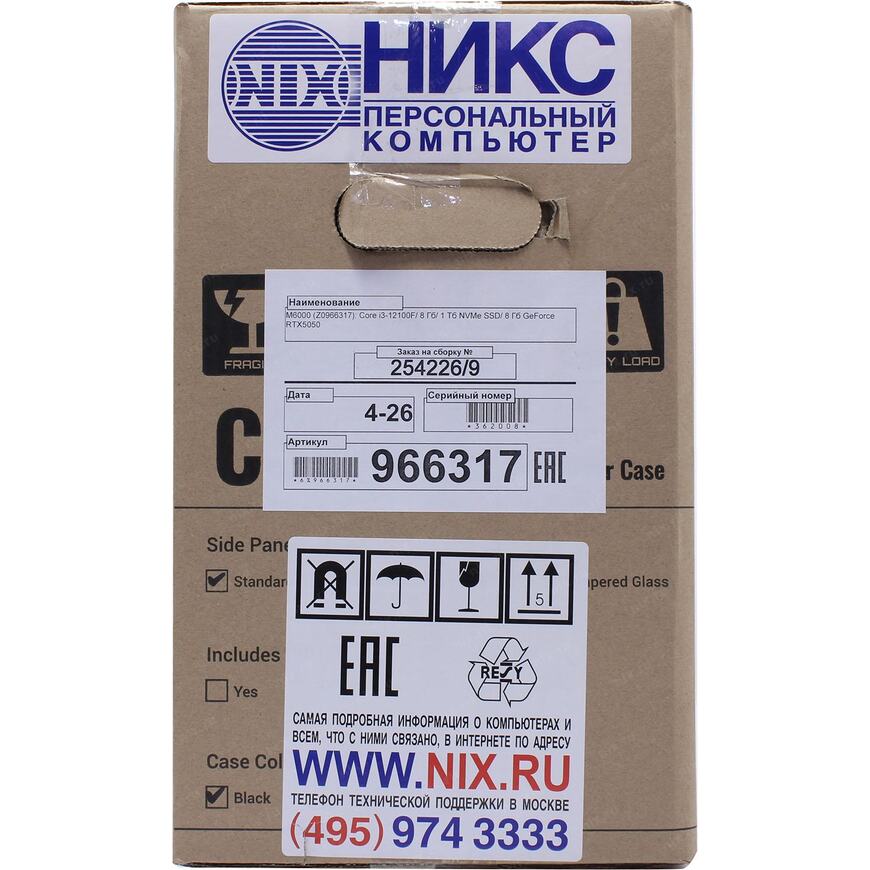 NIX
НИКС
ПЕРСОНАЛЬНЫЙ
КОМПЬЮТЕР
FRAGI
Y LOAD
Наименование
M6000 (Z0966317): Core i3-12100F/ 8 Гб/ 1 Тб NVMe SSD/ 8 Гб GeForce
RTX5050
Заказ на сборку №
254226/9
Дата
4-26
Серийный номер
*362008*
Артикул
*6%966317*
966317
EAC
C
r Case
Side Pane
Standar
pered Glass
5
EAC
RESY
Includes
Yes
САМАЯ ПОДРОБНАЯ ИНФОРМАЦИЯ О КОМПЬЮТЕРАХ И
ВСЕМ, ЧТО С НИМИ СВЯЗАНО, В ИНТЕРНЕТЕ ПО АДРЕСУ
WWW.NIX.RU
Case Col
Black
ТЕЛЕФОН ТЕХНИЧЕСКОЙ ПОДДЕРЖКИ В МОСКВЕ
(495) 974 3333